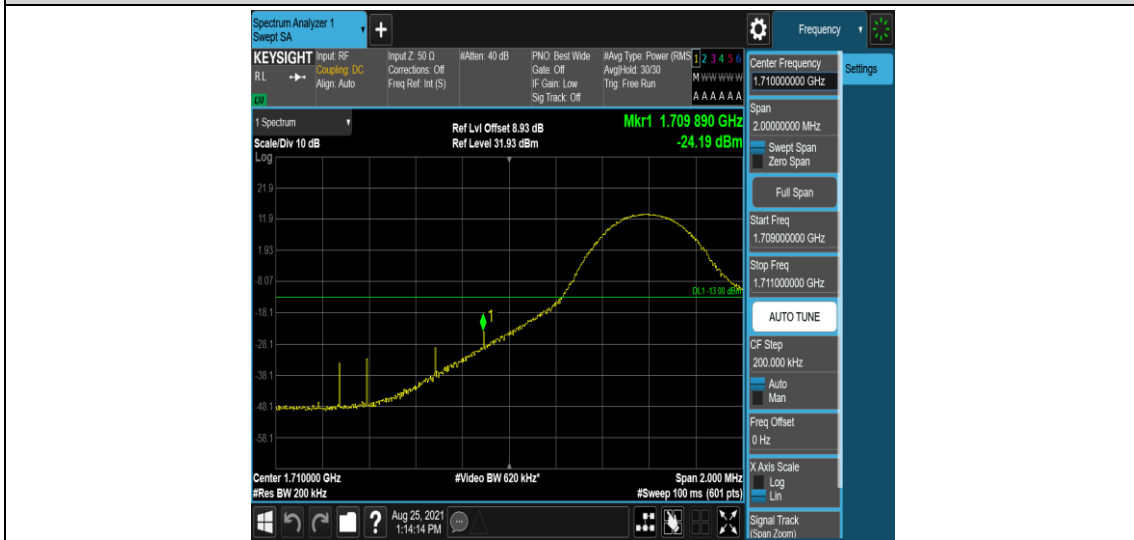 Spectrum Analyzer 1
Swept SA
+
Frequency
KEYSIGHT
RL
Input: RF
Coupling: DC
Align: Auto
Input Z: 50 Ω
Corrections: Off
Freq Ref: Int (S)
#Atten: 40 dB
PNO: Best Wide
Gate: Off
IF Gain: Low
Sig Track: Off
#Avg Type: Power (RMS
Avg|Hold: 30/30
Trig: Free Run
1 2 3 4 5 6
M W W W W W
A A A A A A
Center Frequency
1.710000000 GHz
Settings
Span
2.00000000 MHz
Swept Span
Zero Span
Full Span
Start Freq
1.709000000 GHz
Stop Freq
1.711000000 GHz
AUTO TUNE
CF Step
200.000 kHz
Auto
Man
Freq Offset
0 Hz
X Axis Scale
Log
Lin
Signal Track
(Span Zoom)
1 Spectrum
Scale/Div 10 dB
Log
Ref Lvl Offset 8.93 dB
Ref Level 31.93 dBm
Mkr1 1.709 890 GHz
-24.19 dBm
21.9
11.9
1.93
-8.07
DL1 -13.00 dBm
-18.1
1
-28.1
-38.1
-48.1
-58.1
Center 1.710000 GHz
#Res BW 200 kHz
#Video BW 620 kHz*
Span 2.000 MHz
#Sweep 100 ms (601 pts)
?
Aug 25, 2021
1:14:14 PM